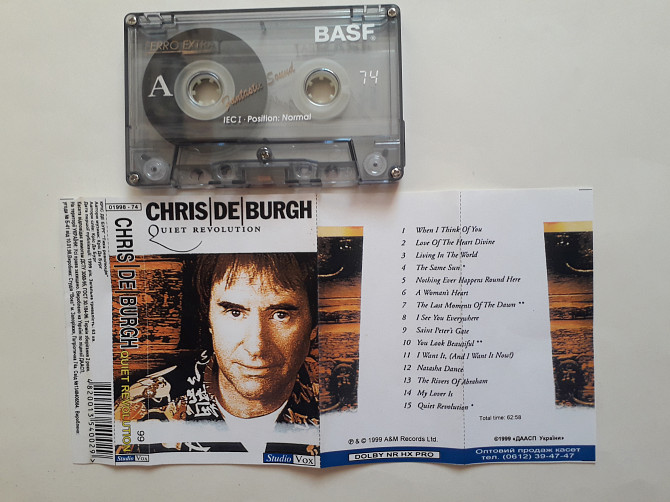 FERRO EXTRA
BASF
A
Fantastic Sound
74
IEC I · Position: Normal
01998 - 74
CHRIS DE BURGH
QUIET REVOLUTION
99
4820013540029
Studio Vox
CHRIS DE BURGH
QUIET REVOLUTION
Studio Vox
1 When I Think Of You
2 Love Of The Heart Divine
3 Living In The World
4 The Same Sun *
5 Nothing Ever Happens Round Here
6 A Woman's Heart
7 The Last Moments Of The Dawn **
8 I See You Everywhere
9 Saint Peter's Gate
10 You Look Beautiful **
11 I Want It, (And I Want It Now!)
12 Natasha Dance
13 The Rivers Of Abraham
14 My Lover Is
15 Quiet Revolution *
Total time: 62:58
℗ & © 1999 A&M Records Ltd.
©1999 «ДААСП України»
DOLBY NR HX PRO
Оптовий продаж касет
тел. (0612) 39-47-47